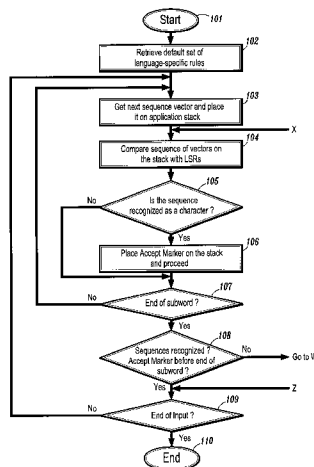 Start
101
102
Retrieve default set of
language-specific rules
103
Get next sequence vector and place
it on application stack
X
104
Compare sequence of vectors on
the stack with LSRs
105
No
Is the sequence
recognized as a character ?
Yes
106
Place Accept Marker on the stack
and proceed
107
No
End of subword ?
Yes
108
Sequences recognized ?
Accept Marker before end of
subword ?
No
Go to
Yes
Z
109
No
End of Input ?
Yes
110
End